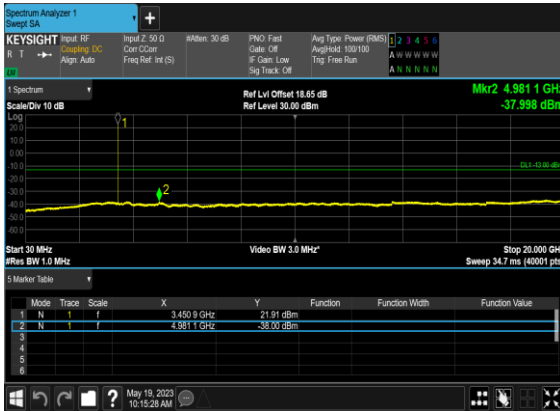 Spectrum Analyzer 1
Swept SA
+
KEYSIGHT
R T
Input: RF
Coupling: DC
Align: Auto
Input Z: 50 Ω
Corr CCorr
Freq Ref: Int (S)
#Atten: 30 dB
PNO: Fast
Gate: Off
IF Gain: Low
Sig Track: Off
Avg Type: Power (RMS)
Avg|Hold: 100/100
Trig: Free Run
1 2 3 4 5 6
A W W W W W
A N N N N N
1 Spectrum
Scale/Div 10 dB
Ref Lvl Offset 18.65 dB
Ref Level 30.00 dBm
Mkr2 4.981 1 GHz
-37.998 dBm
Log
20.0
10.0
0.00
-10.0
-20.0
-30.0
-40.0
-50.0
-60.0
1
2
DL1 -13.00 dBm
Start 30 MHz
#Res BW 1.0 MHz
Video BW 3.0 MHz*
Stop 20.000 GHz
Sweep 34.7 ms (40001 pts)
5 Marker Table
Mode Trace Scale X Y Function Function Width Function Value
1 N 1 f 3.450 9 GHz 21.91 dBm
2 N 1 f 4.981 1 GHz -38.00 dBm
3
4
5
6
?
May 19, 2023
10:15:28 AM